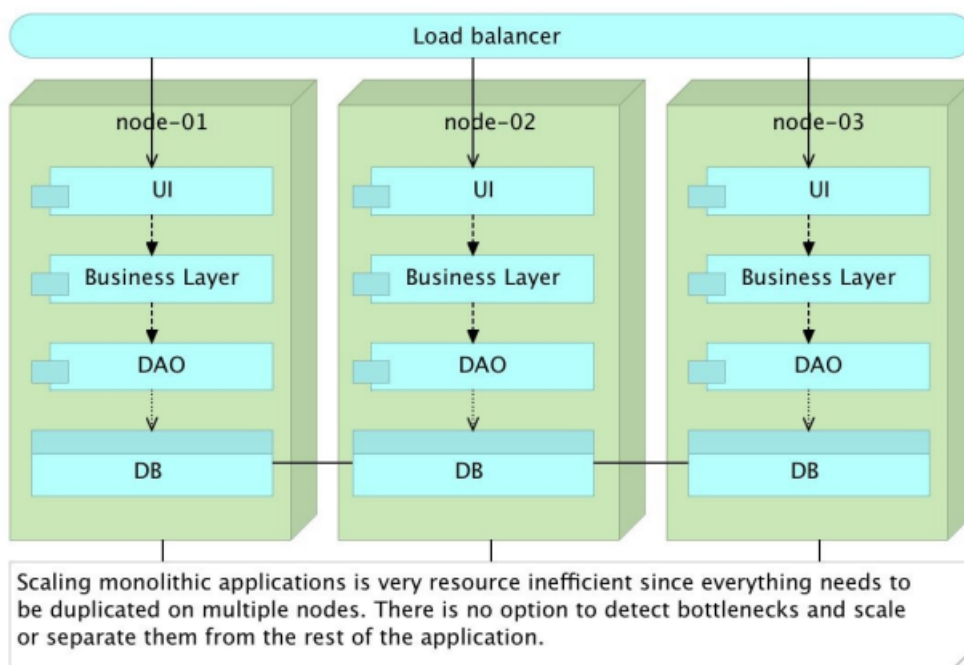 Load balancer
node-01 node-02 node-03
UI UI UI
Business Layer Business Layer Business Layer
DAO DAO DAO
DB DB DB
Scaling monolithic applications is very resource inefficient since everything needs to
be duplicated on multiple nodes. There is no option to detect bottlenecks and scale
or separate them from the rest of the application.